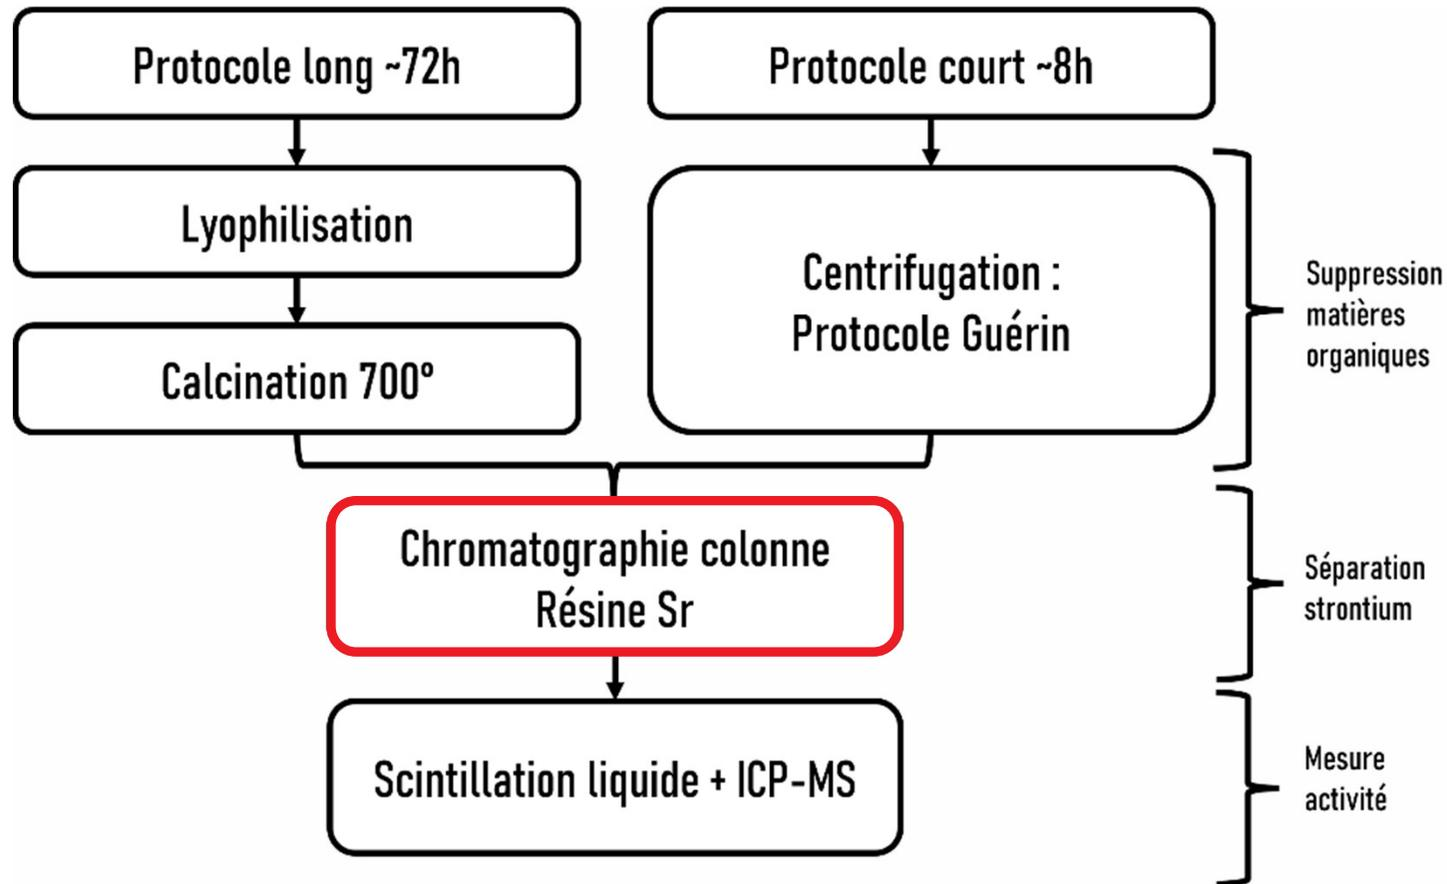 Protocole long ~72h
Protocole court ~8h
Lyophilisation
Centrifugation :
Protocole Guérin
Calcination 700°
Suppression
matières
organiques
Chromatographie colonne
Résine Sr
Séparation
strontium
Scintillation liquide + ICP-MS
Mesure
activité